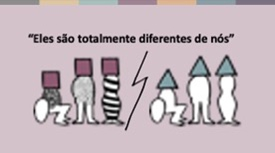 “Eles são totalmente diferentes de nós”